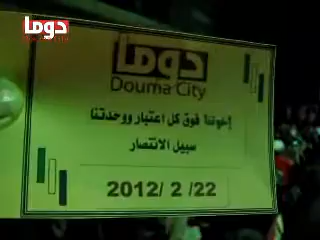 دوما
دوما
Douma City
إخوتنا فوق كل اعتبار ووحدتنا
سبيل الانتصار
2012/ 2 /22